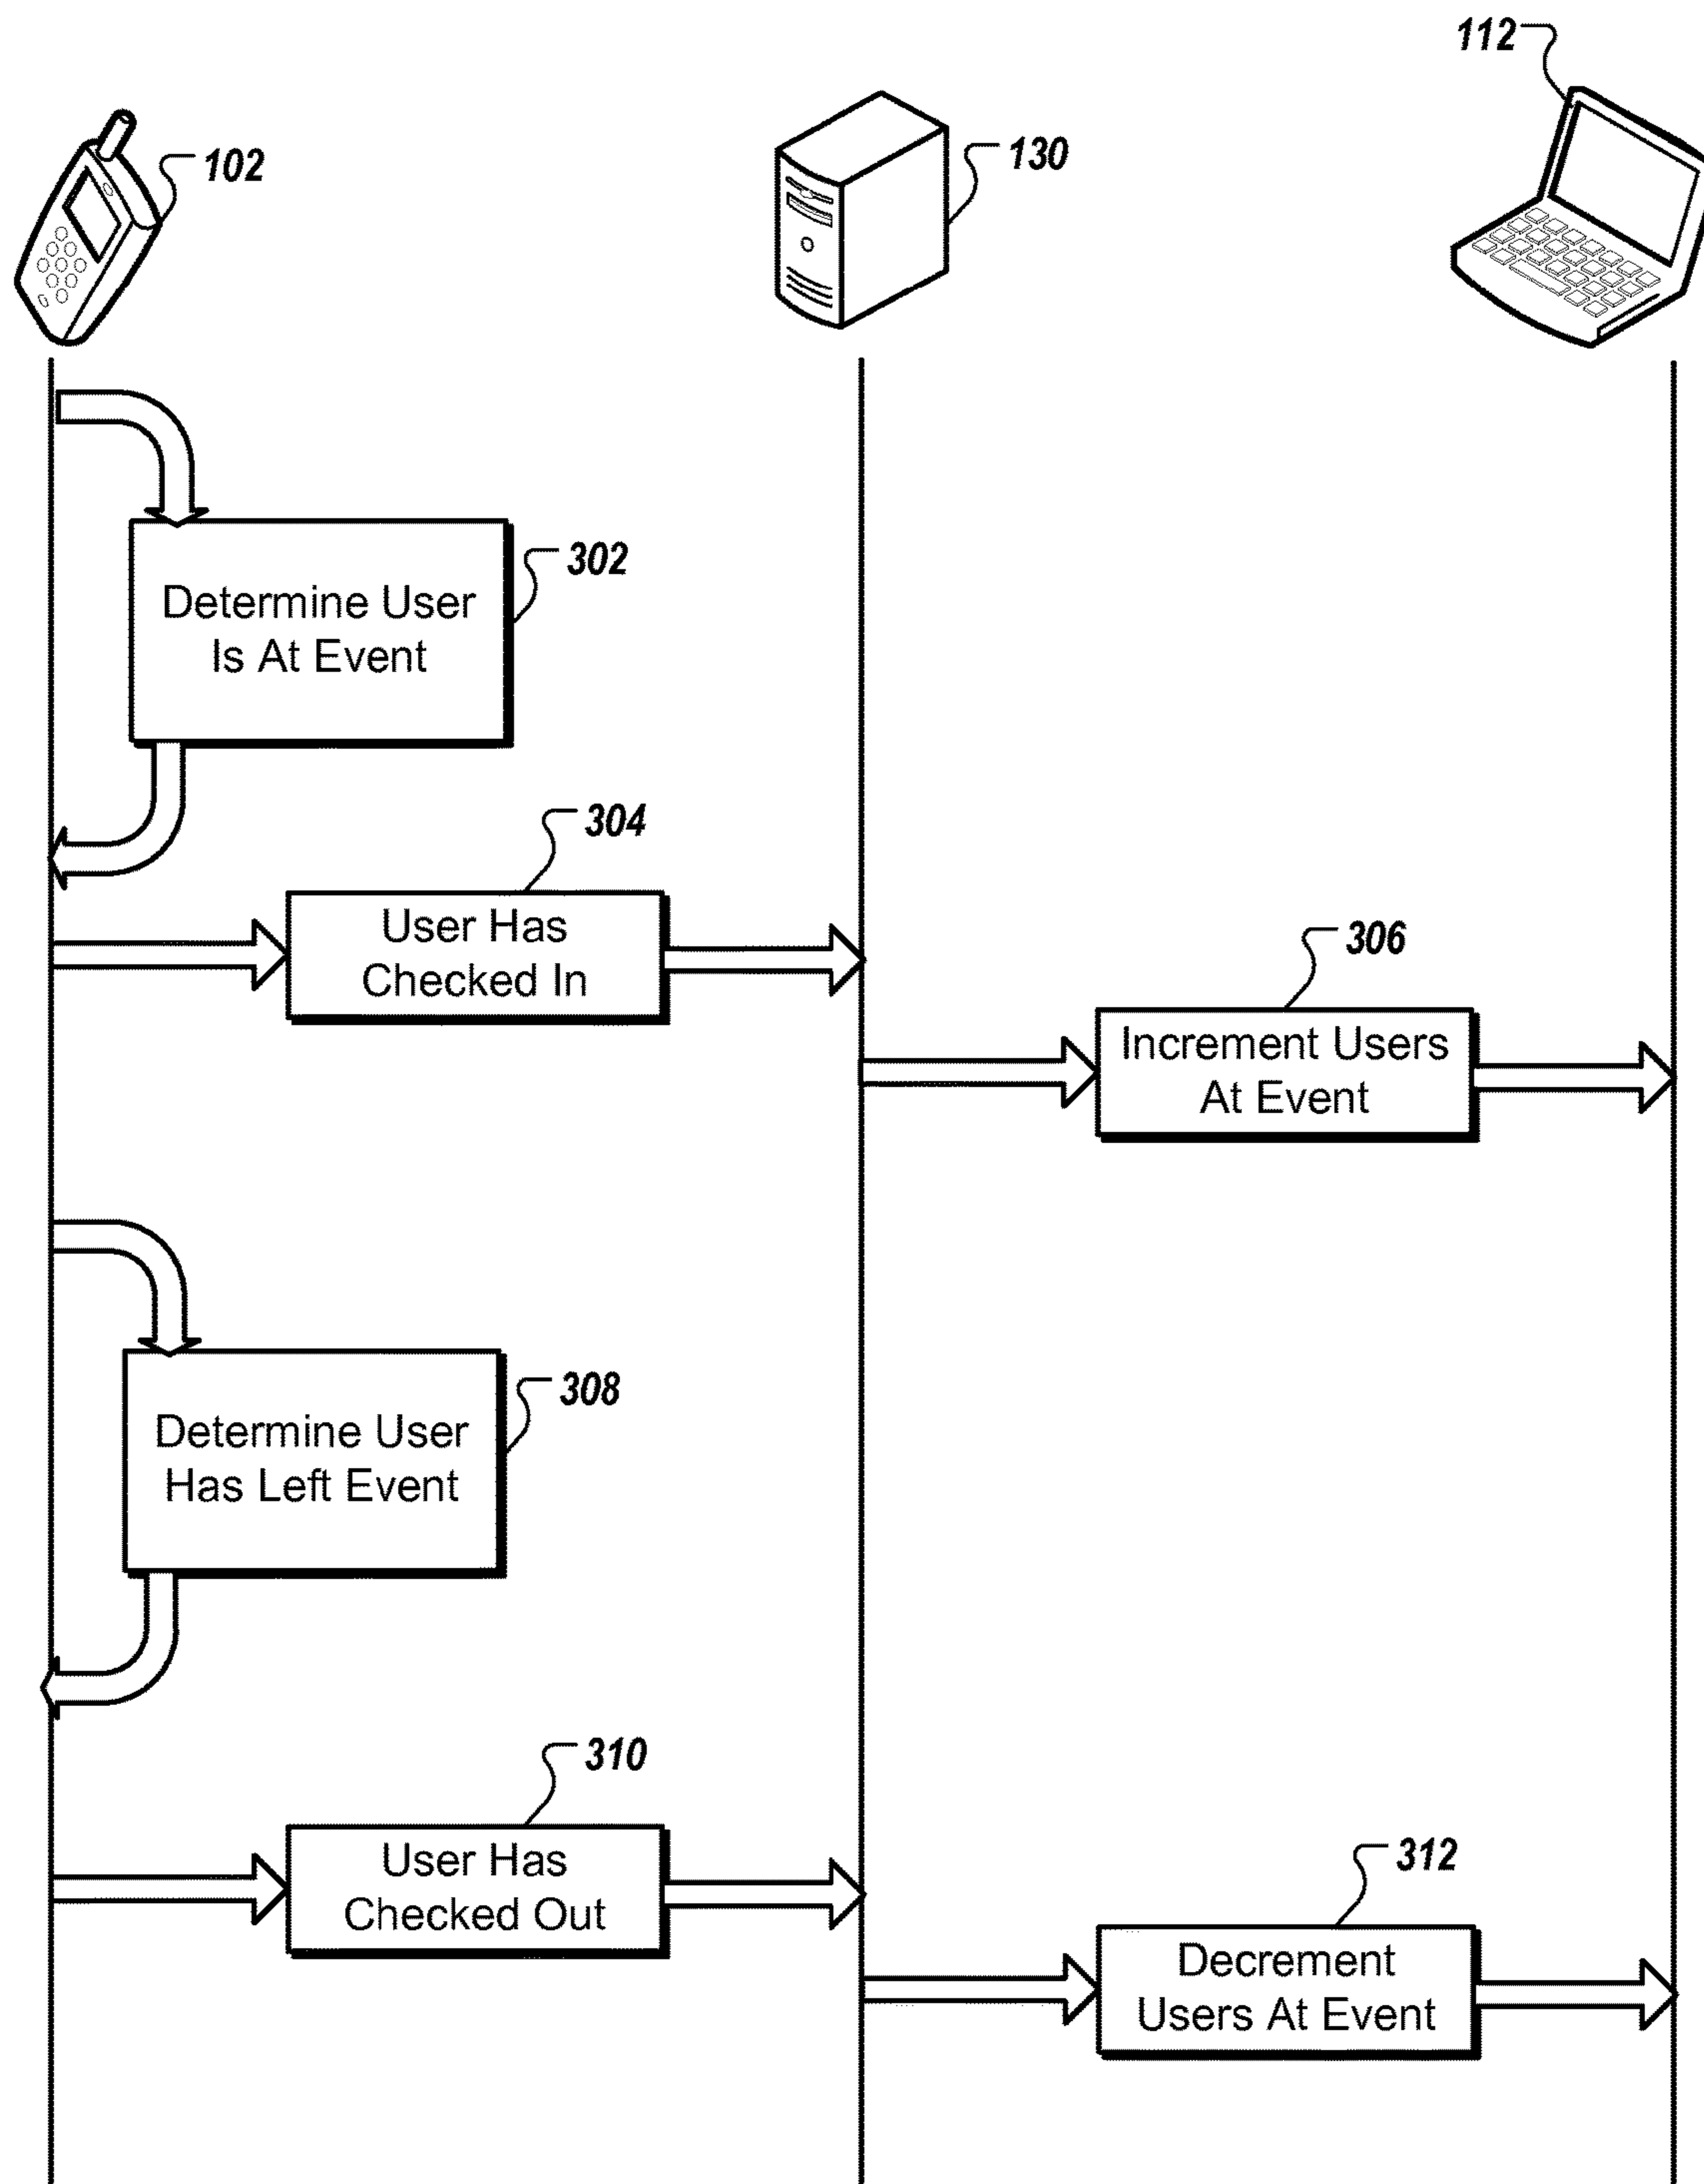 112
102
130
302
Determine User
Is At Event
304
User Has
Checked In
306
Increment Users
At Event
308
Determine User
Has Left Event
310
User Has
Checked Out
312
Decrement
Users At Event